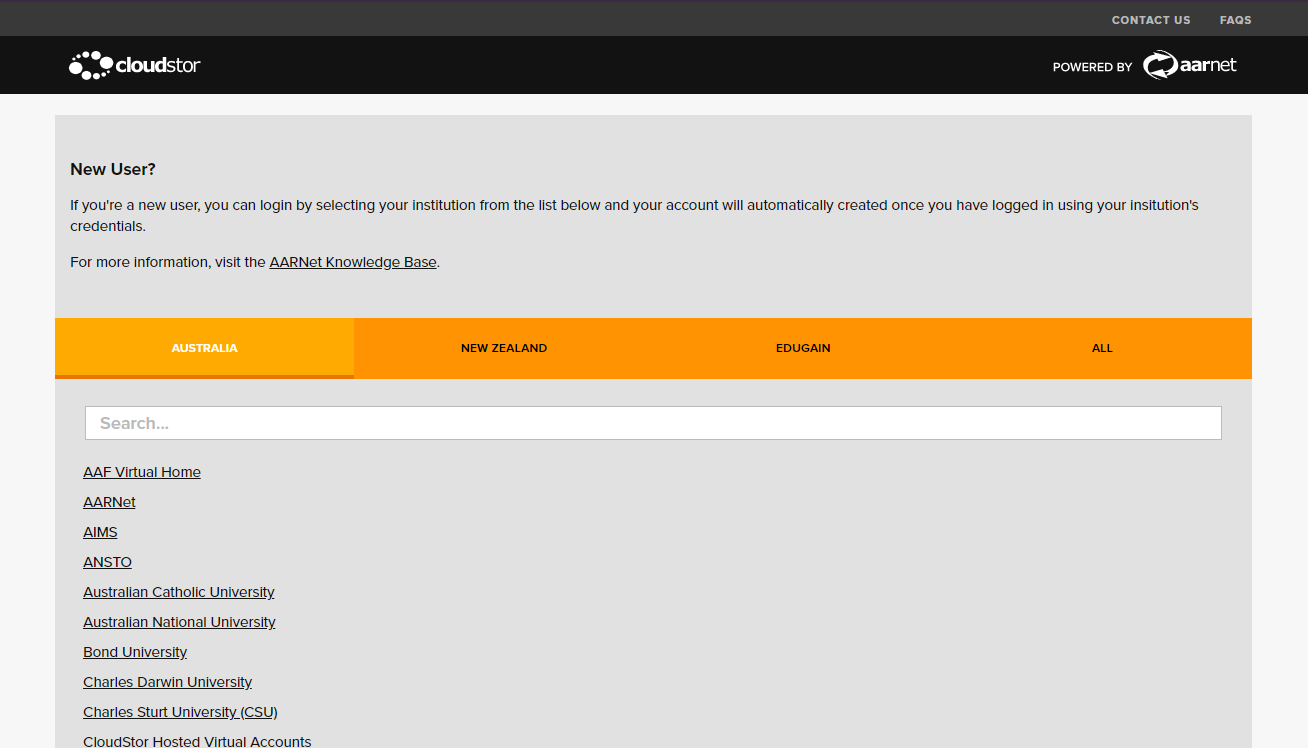 CONTACT US FAQS
cloudstor POWERED BY aarnet
New User?
If you're a new user, you can login by selecting your institution from the list below and your account will automatically created once you have logged in using your insitution's
credentials.
For more information, visit the AARNet Knowledge Base.
AUSTRALIA NEW ZEALAND EDUGAIN ALL
Search...
AAF Virtual Home
AARNet
AIMS
ANSTO
Australian Catholic University
Australian National University
Bond University
Charles Darwin University
Charles Sturt University (CSU)
CloudStor Hosted Virtual Accounts